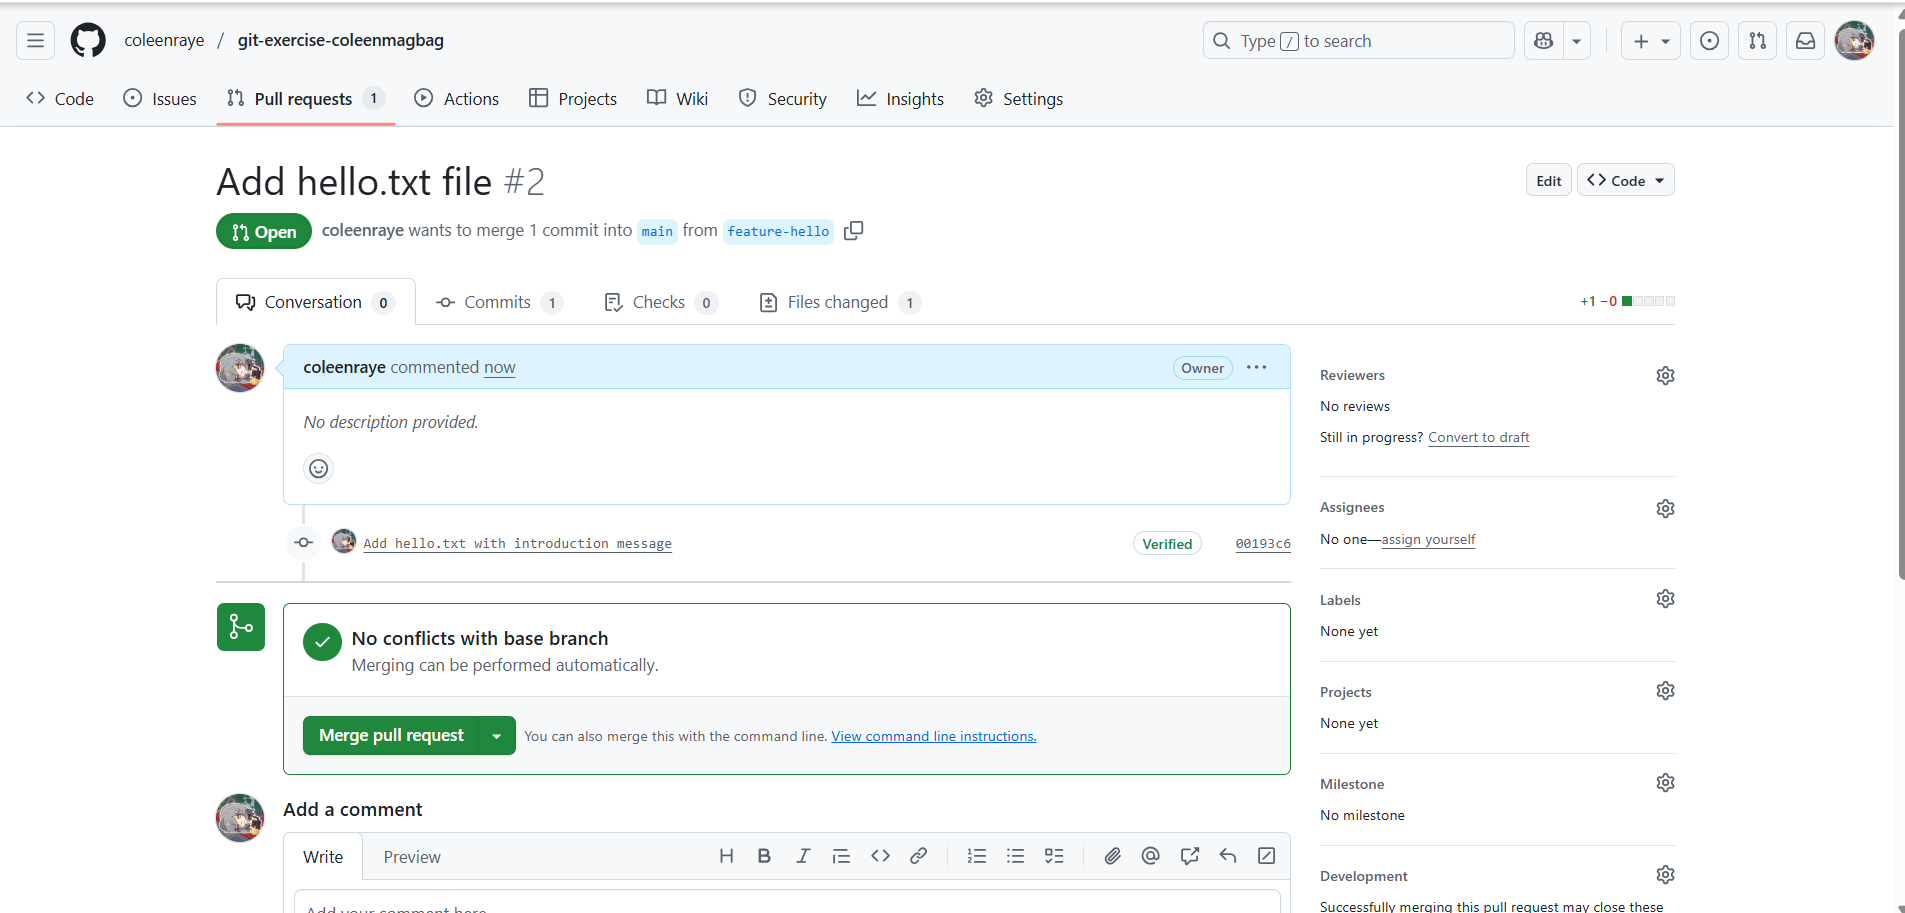 coleenraye / git-exercise-coleenmagbag
Type / to search
Code Issues Pull requests 1 Actions Projects Wiki Security Insights Settings
Add hello.txt file #2
Edit Code
Open coleenraye wants to merge 1 commit into main from feature-hello
Conversation 0 Commits 1 Checks 0 Files changed 1
+1 −0
coleenraye commented now
Owner
No description provided.
Add hello.txt with introduction message
Verified 00193c6
No conflicts with base branch
Merging can be performed automatically.
Merge pull request You can also merge this with the command line. View command line instructions.
Add a comment
Write Preview
Add your comment here
Reviewers
No reviews
Still in progress? Convert to draft
Assignees
No one—assign yourself
Labels
None yet
Projects
None yet
Milestone
No milestone
Development
Successfully merging this pull request may close these